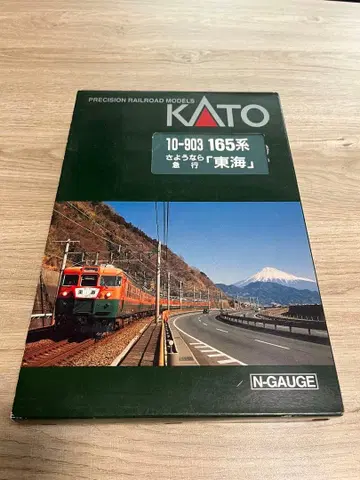 PRECISION RAILROAD MODELS
KATO
10-903 165系
さようなら
急行「東海」
N-GAUGE